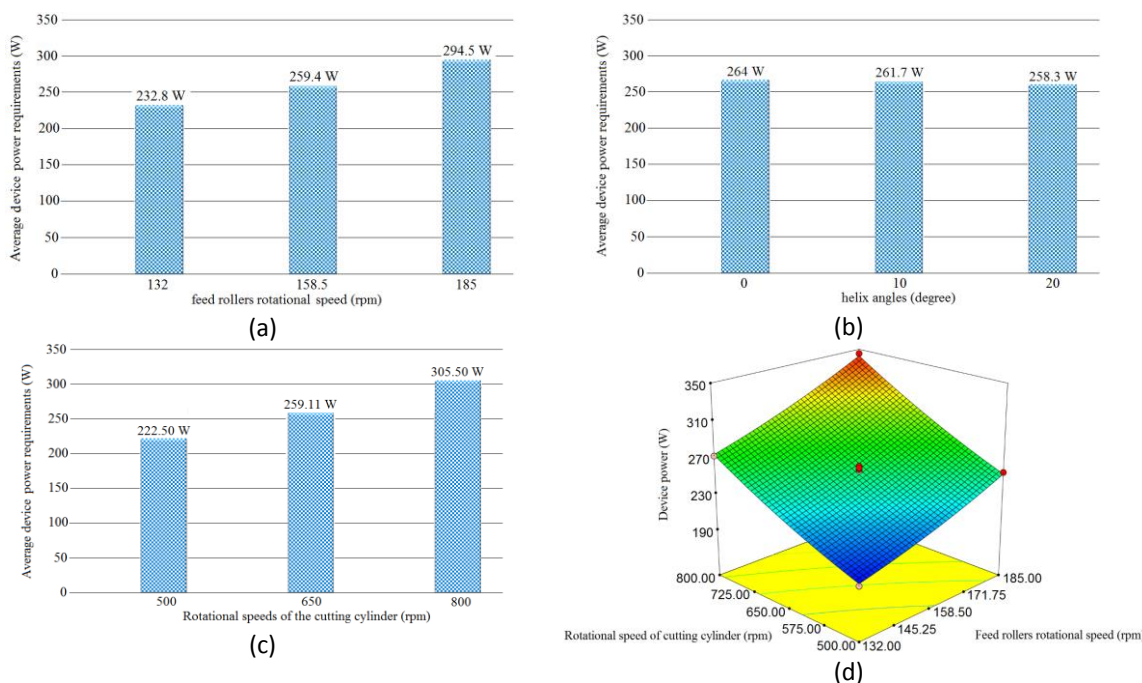 350
300
250
200
150
100
50
0
Average device power requirements (W)
232.8 W
259.4 W
294.5 W
132
158.5
185
feed rollers rotational speed (rpm)
(a)
350
300
250
200
150
100
50
0
Average device power requirements (W)
264 W
261.7 W
258.3 W
0
10
20
helix angles (degree)
(b)
350
300
250
200
150
100
50
0
Average device power requirements (W)
222.50 W
259.11 W
305.50 W
500
650
800
Rotational speeds of the cutting cylinder (rpm)
(c)
350
310
270
230
190
Device power (W)
800.00
725.00
650.00
575.00
500.00
132.00
145.25
158.50
171.75
185.00
Rotational speed of cutting cylinder (rpm)
Feed rollers rotational speed (rpm)
(d)